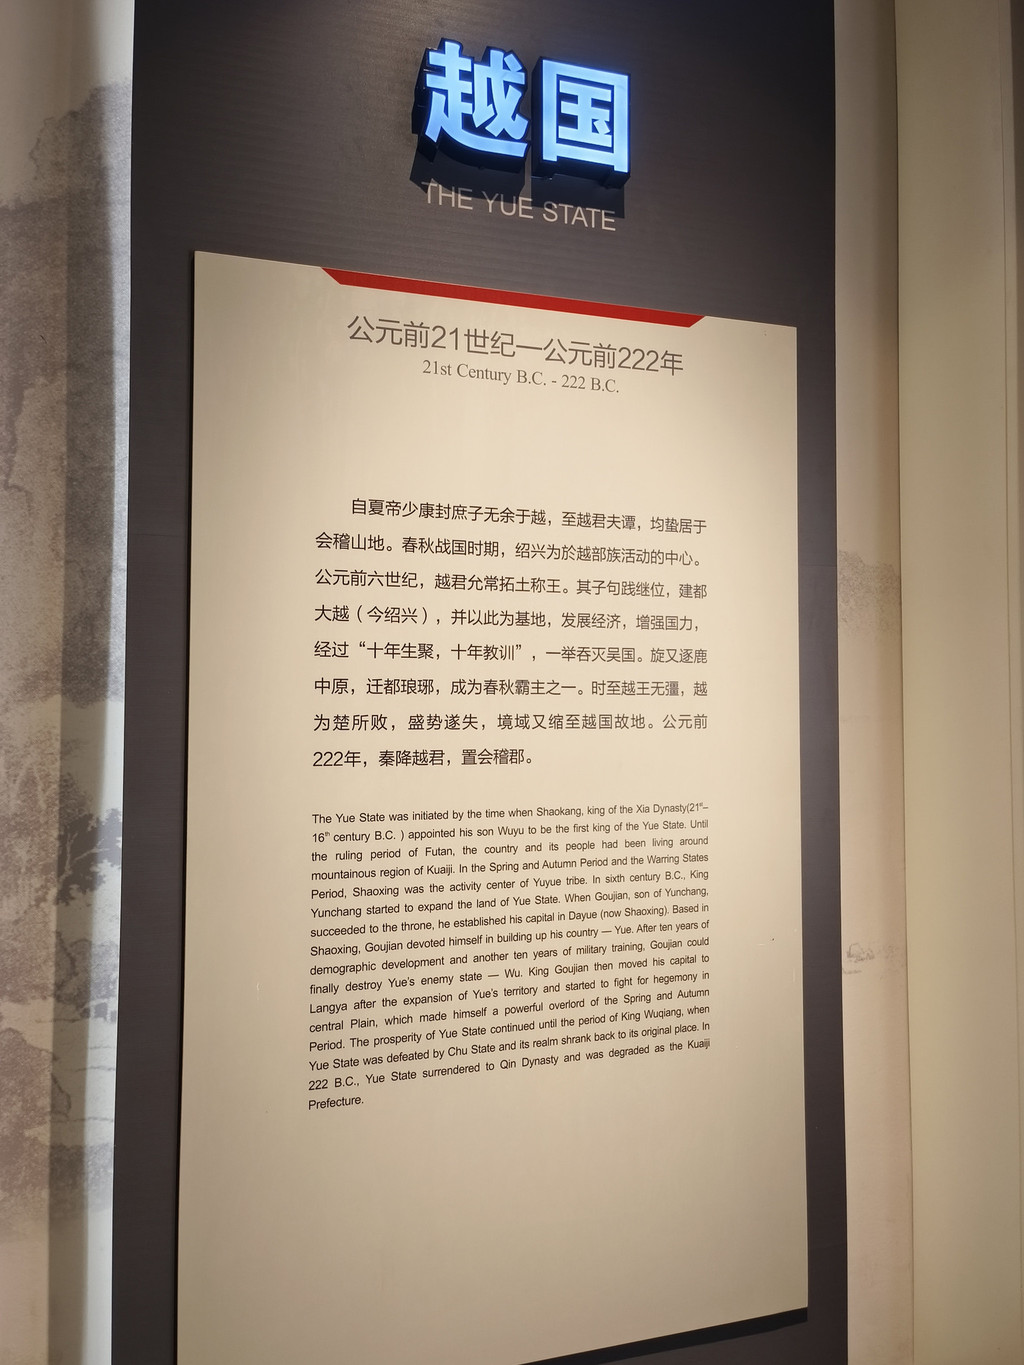 越国
THE YUE STATE
公元前21世纪—公元前222年
21st Century B.C. - 222 B.C.
自夏帝少康封庶子无余于越，至越君夫谭，均蛰居于
会稽山地。春秋战国时期，绍兴为於越部族活动的中心。
公元前六世纪，越君允常拓土称王。其子句践继位，建都
大越（今绍兴），并以此为基地，发展经济，增强国力，
经过“十年生聚，十年教训”，一举吞灭吴国。旋又逐鹿
中原，迁都琅琊，成为春秋霸主之一。时至越王无彊，越
为楚所败，盛势遂失，境域又缩至越国故地。公元前
222年，秦降越君，置会稽郡。
The Yue State was initiated by the time when Shaokang, king of the Xia Dynasty(21st–
16th century B.C. ) appointed his son Wuyu to be the first king of the Yue State. Until
the ruling period of Futan, the country and its people had been living around
mountainous region of Kuaiji. In the Spring and Autumn Period and the Warring States
Period, Shaoxing was the activity center of Yuyue tribe. In sixth century B.C., King
Yunchang started to expand the land of Yue State. When Goujian, son of Yunchang,
succeeded to the throne, he established his capital in Dayue (now Shaoxing). Based in
Shaoxing, Goujian devoted himself in building up his country — Yue. After ten years of
demographic development and another ten years of military training, Goujian could
finally destroy Yue's enemy state — Wu. King Goujian then moved his capital to
Langya after the expansion of Yue's territory and started to fight for hegemony in
central Plain, which made himself a powerful overlord of the Spring and Autumn
Period. The prosperity of Yue State continued until the period of King Wuqiang, when
Yue State was defeated by Chu State and its realm shrank back to its original place. In
222 B.C., Yue State surrendered to Qin Dynasty and was degraded as the Kuaiji
Prefecture.